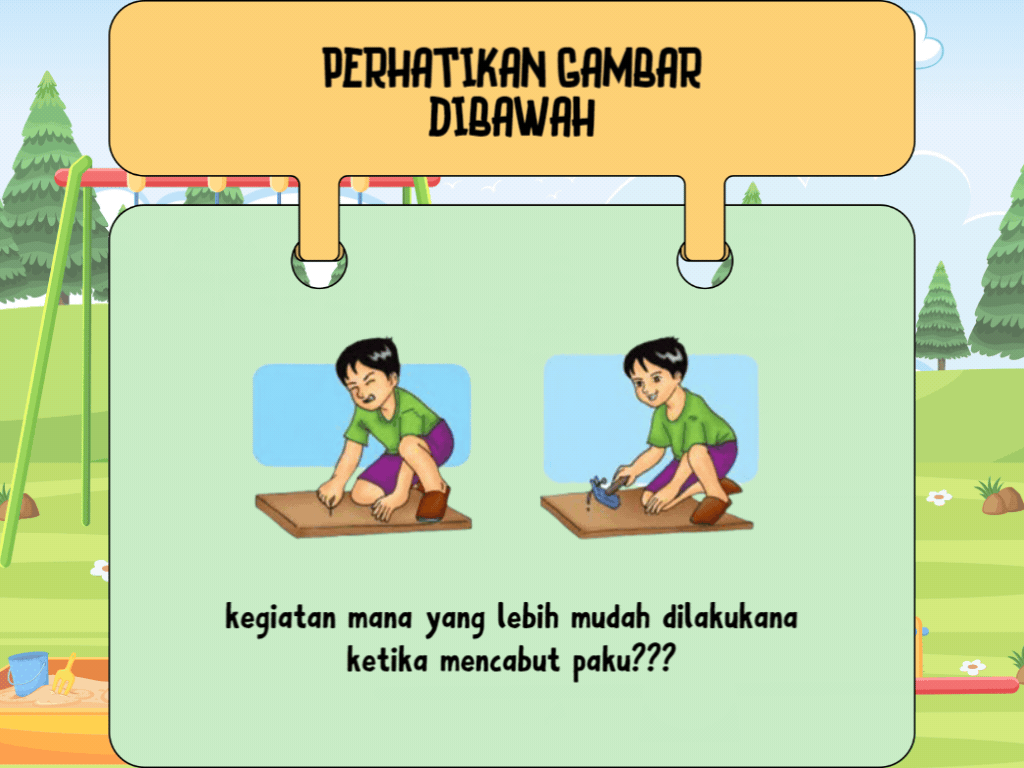 PERHATIKAN GAMBAR
DIBAWAH
kegiatan mana yang lebih mudah dilakukana
ketika mencabut paku???